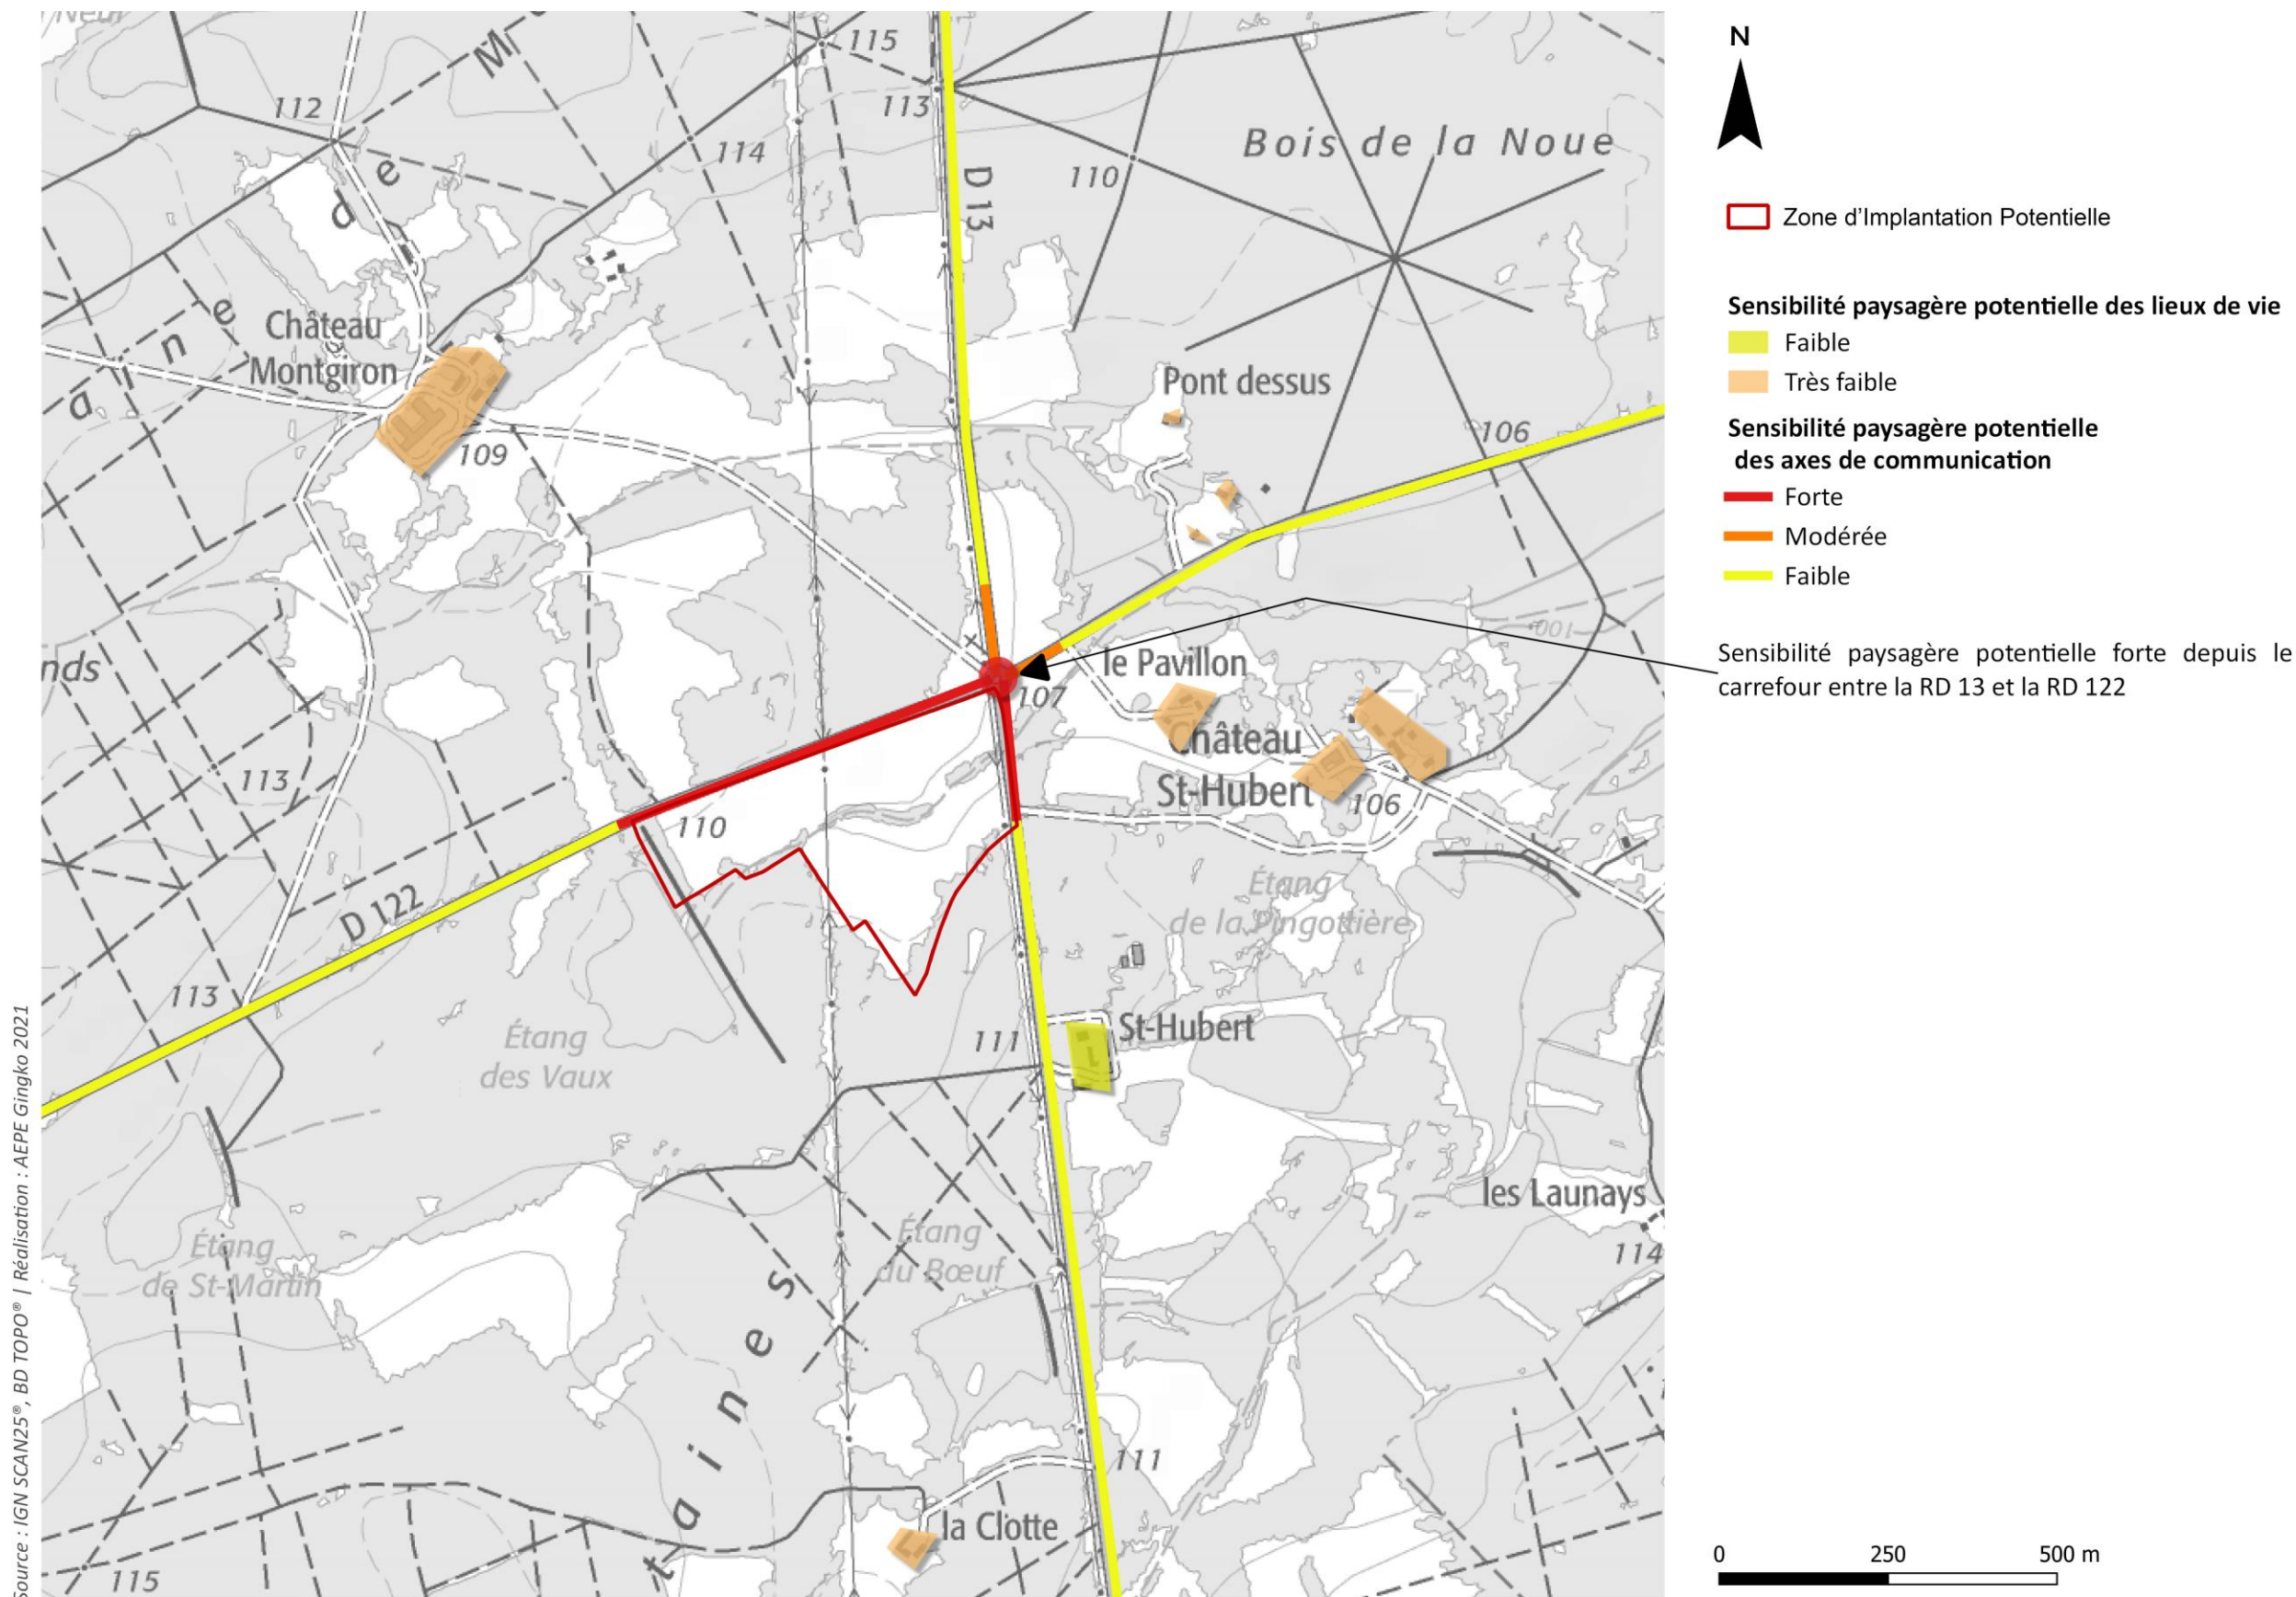 Neuf
M
115
112
113
d e
114
D 13
110
Bois de la Noue
a n e
Château
Montgiron
109
Pont dessus
106
nds
107
le Pavillon
100
113
110
Château
St-Hubert
106
D 122
Étang
de la Pingottière
113
Étang
des Vaux
111
St-Hubert
les Launays
114
Étang
de St-Martin
Étang
du Bœuf
t a i n e s
111
la Clotte
115
Source : IGN SCAN25®, BD TOPO® | Réalisation : AEPE Gingko 2021
N
Zone d'Implantation Potentielle
Sensibilité paysagère potentielle des lieux de vie
Faible
Très faible
Sensibilité paysagère potentielle
des axes de communication
Forte
Modérée
Faible
Sensibilité paysagère potentielle forte depuis le
carrefour entre la RD 13 et la RD 122
0 250 500 m